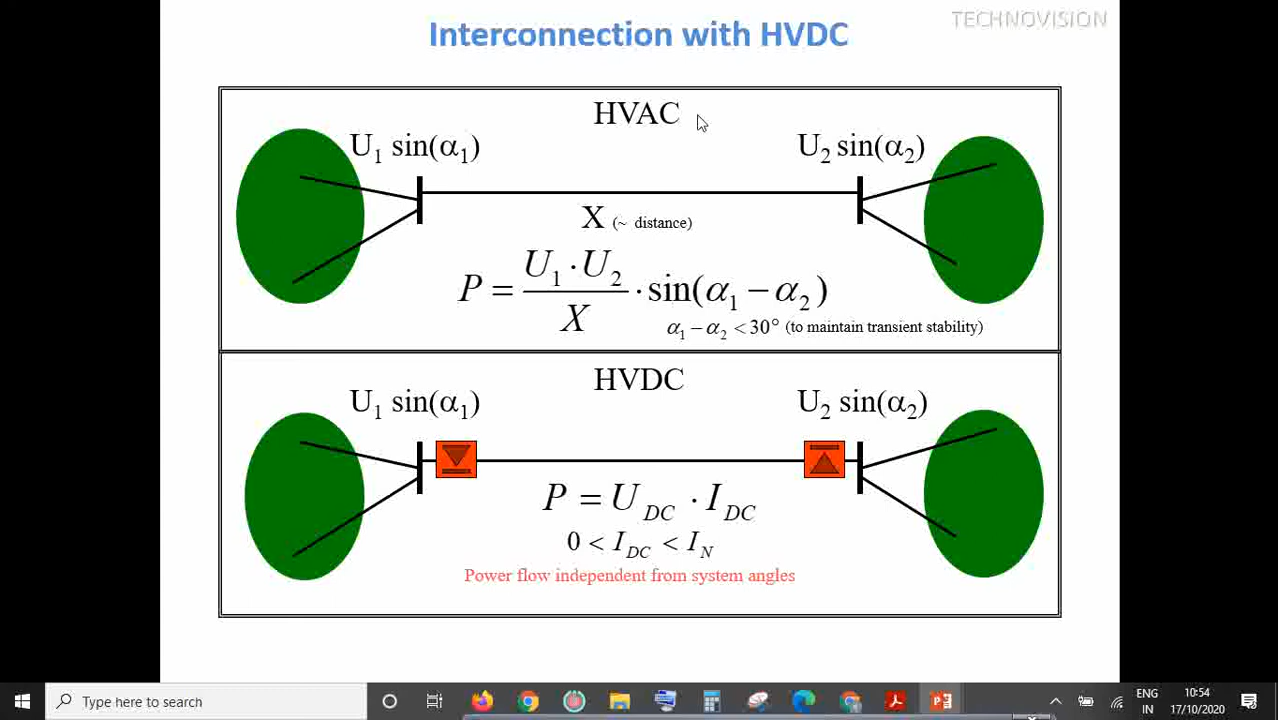 TECHNOVISION
Interconnection with HVDC
HVAC
U₁ sin(α₁)
U₂ sin(α₂)
X (~ distance)
P = U₁ · U₂ / X · sin(α₁ − α₂)
α₁ − α₂ < 30° (to maintain transient stability)
HVDC
U₁ sin(α₁)
U₂ sin(α₂)
P = U_DC · I_DC
0 < I_DC < I_N
Power flow independent from system angles
Type here to search
ENG
IN
10:54
17/10/2020